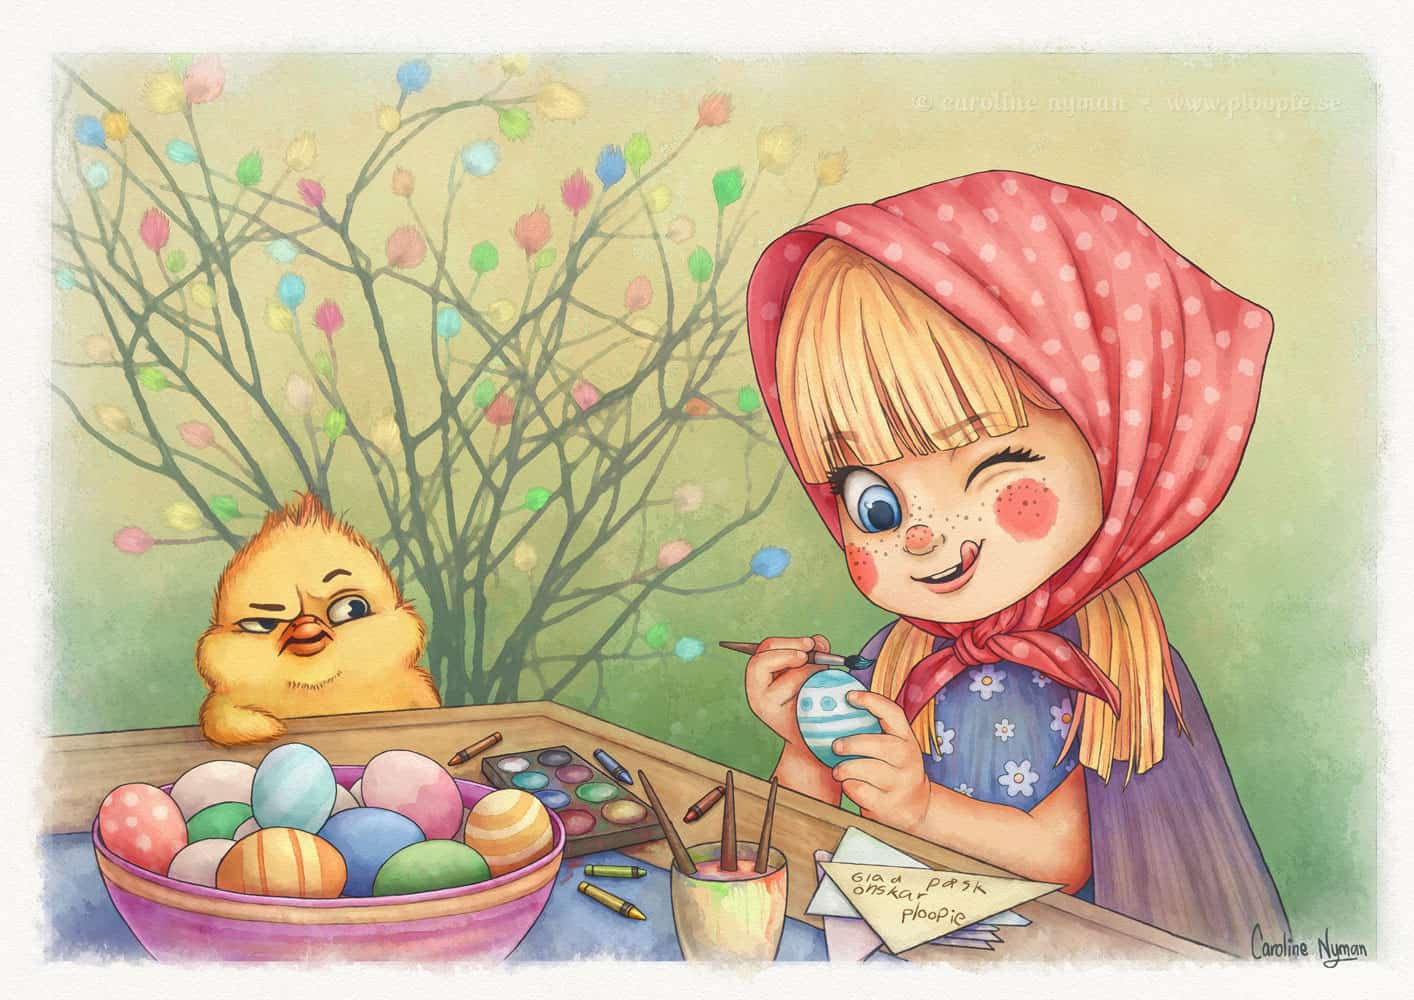 © caroline nyman - www.ploopie.se
Glad påsk
önskar
ploopie
Caroline Nyman